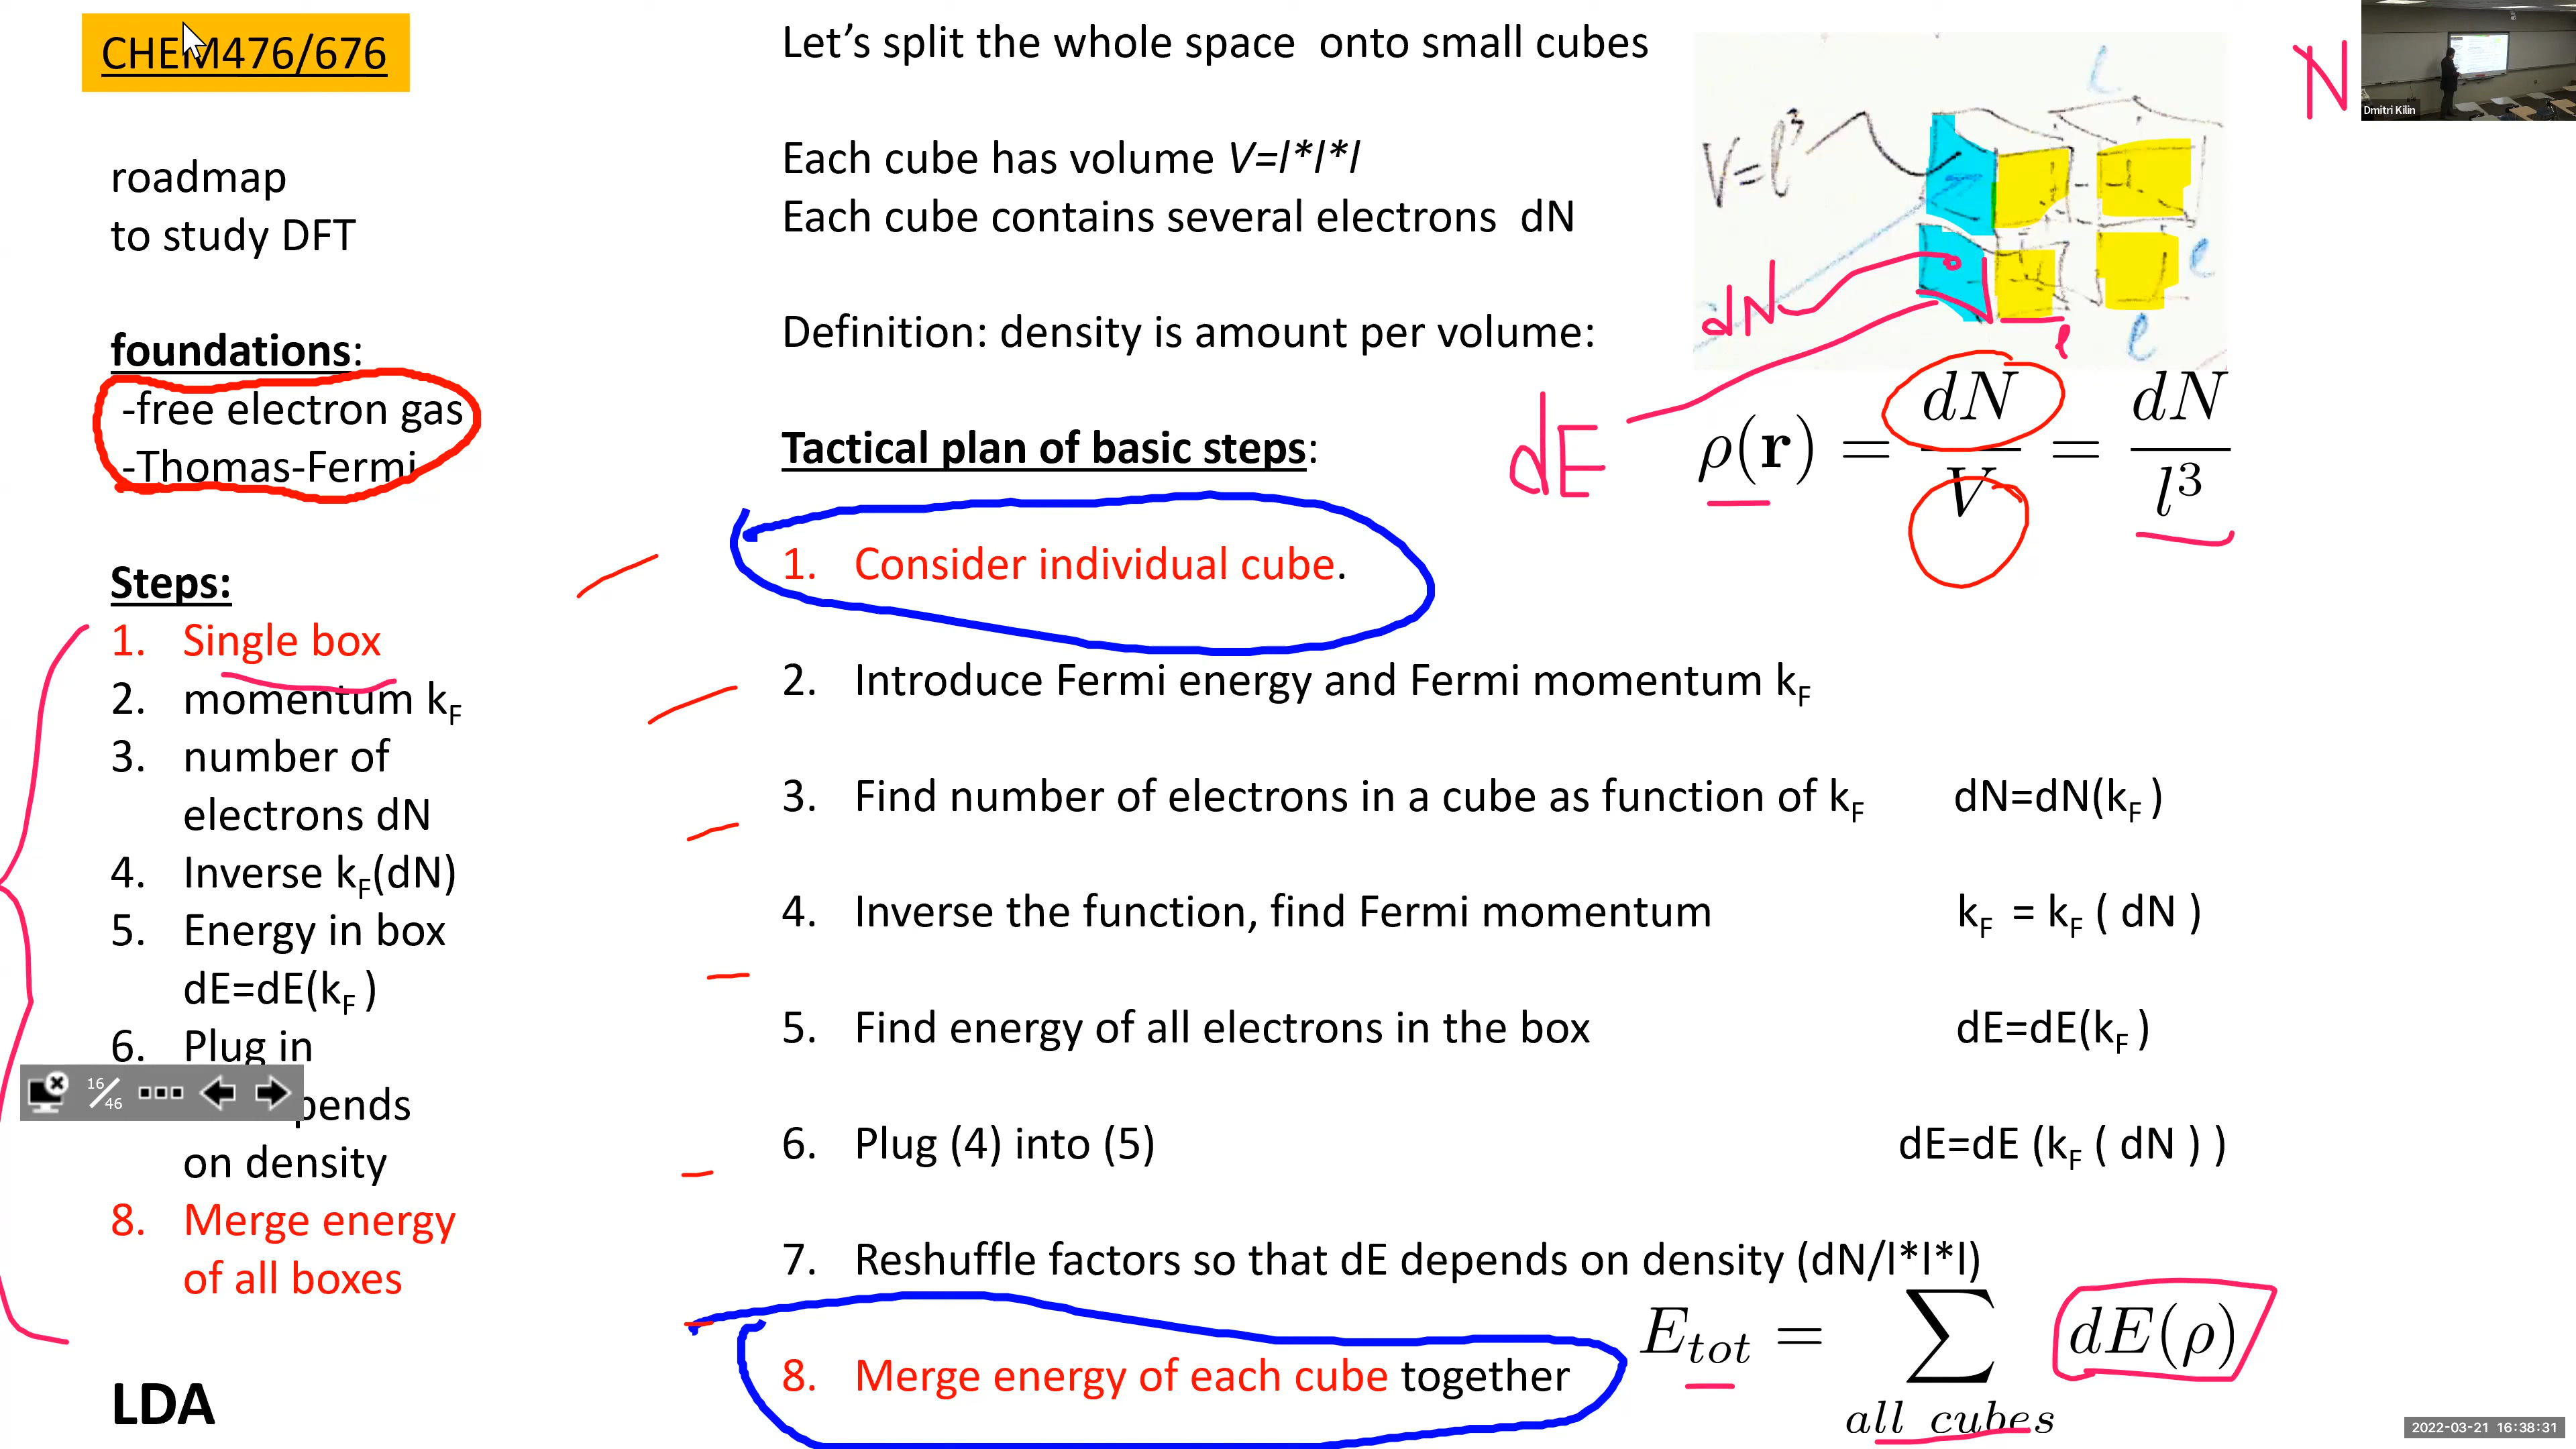 CHEM476/676
roadmap
to study DFT
foundations:
-free electron gas
-Thomas-Fermi
Steps:
1. Single box
2. momentum kF
3. number of
electrons dN
4. Inverse kF(dN)
5. Energy in box
dE=dE(kF )
6. Plug in
pends
on density
8. Merge energy
of all boxes
LDA
16/46
Let’s split the whole space onto small cubes
Each cube has volume V=l*l*l
Each cube contains several electrons dN
Definition: density is amount per volume:
Tactical plan of basic steps:
1. Consider individual cube.
2. Introduce Fermi energy and Fermi momentum kF
3. Find number of electrons in a cube as function of kF dN=dN(kF )
4. Inverse the function, find Fermi momentum kF = kF ( dN )
5. Find energy of all electrons in the box dE=dE(kF )
6. Plug (4) into (5) dE=dE (kF ( dN ) )
7. Reshuffle factors so that dE depends on density (dN/l*l*l)
8. Merge energy of each cube together
E_tot = ∑ dE(ρ)
all cubes
V=l³
l
l
l
l
dN
dE
ρ(r) = dN/V = dN/l³
N
Dmitri Kilin
2022-03-21 16:38:31